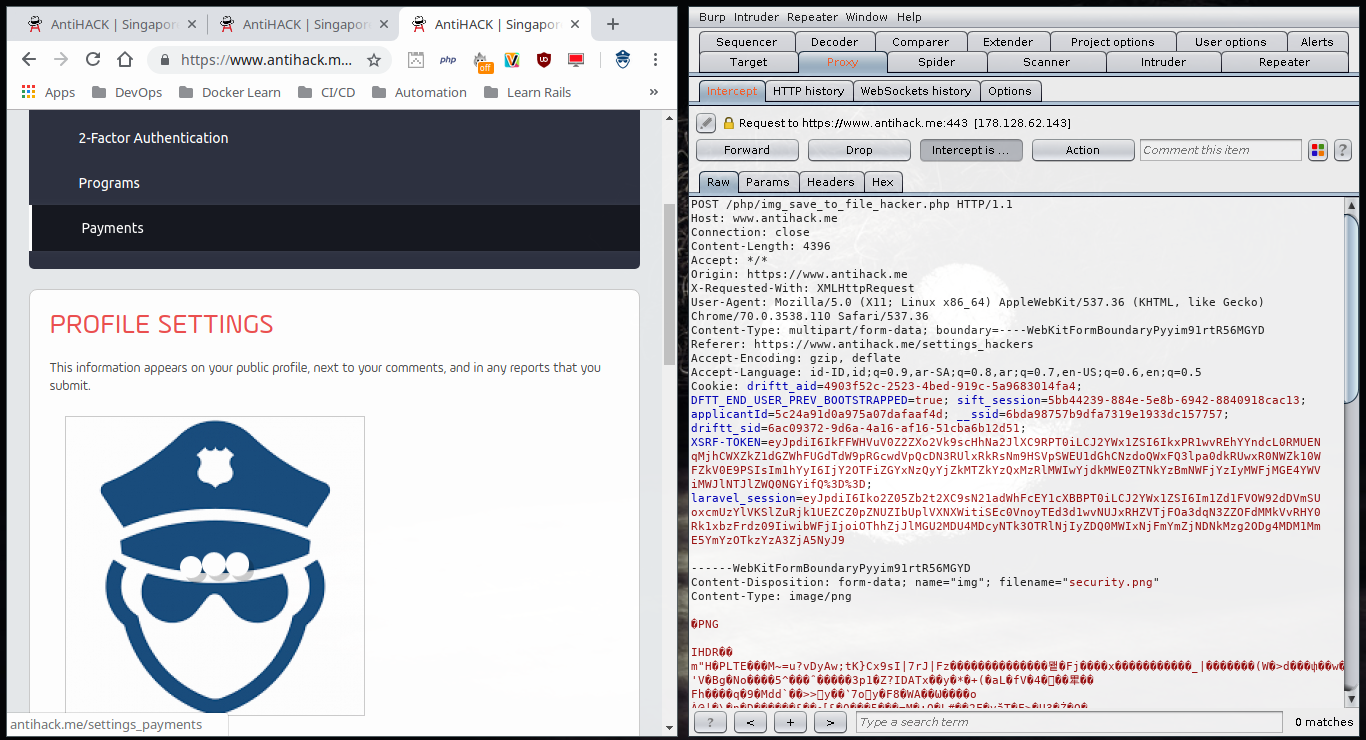 AntiHACK | Singapor
AntiHACK | Singapor
AntiHACK | Singapor
https://www.antihack.m...
php
off
Apps
DevOps
Docker Learn
CI/CD
Automation
Learn Rails
»
2-Factor Authentication
Programs
Payments
PROFILE SETTINGS
This information appears on your public profile, next to your comments, and in any reports that you
submit.
antihack.me/settings_payments
Burp Intruder Repeater Window Help
Sequencer Decoder Comparer Extender Project options User options Alerts
Target Proxy Spider Scanner Intruder Repeater
Intercept HTTP history WebSockets history Options
Request to https://www.antihack.me:443 [178.128.62.143]
Forward Drop Intercept is ... Action Comment this item ?
Raw Params Headers Hex
POST /php/img_save_to_file_hacker.php HTTP/1.1
Host: www.antihack.me
Connection: close
Content-Length: 4396
Accept: */*
Origin: https://www.antihack.me
X-Requested-With: XMLHttpRequest
User-Agent: Mozilla/5.0 (X11; Linux x86_64) AppleWebKit/537.36 (KHTML, like Gecko)
Chrome/70.0.3538.110 Safari/537.36
Content-Type: multipart/form-data; boundary=----WebKitFormBoundaryPyyim91rtR56MGYD
Referer: https://www.antihack.me/settings_hackers
Accept-Encoding: gzip, deflate
Accept-Language: id-ID,id;q=0.9,ar-SA;q=0.8,ar;q=0.7,en-US;q=0.6,en;q=0.5
Cookie: driftt_aid=4903f52c-2523-4bed-919c-5a9683014fa4;
DFTT_END_USER_PREV_BOOTSTRAPPED=true; sift_session=5bb44239-884e-5e8b-6942-8840918cac13;
applicantId=5c24a91d0a975a07dafaaf4d; __ssid=6bda98757b9dfa7319e1933dc157757;
driftt_sid=6ac09372-9d6a-4a16-af16-51cba6b12d51;
XSRF-TOKEN=
laravel_session=
------WebKitFormBoundaryPyyim91rtR56MGYD
Content-Disposition: form-data; name="img"; filename="security.png"
Content-Type: image/png
�PNG
? < + > Type a search term 0 matches